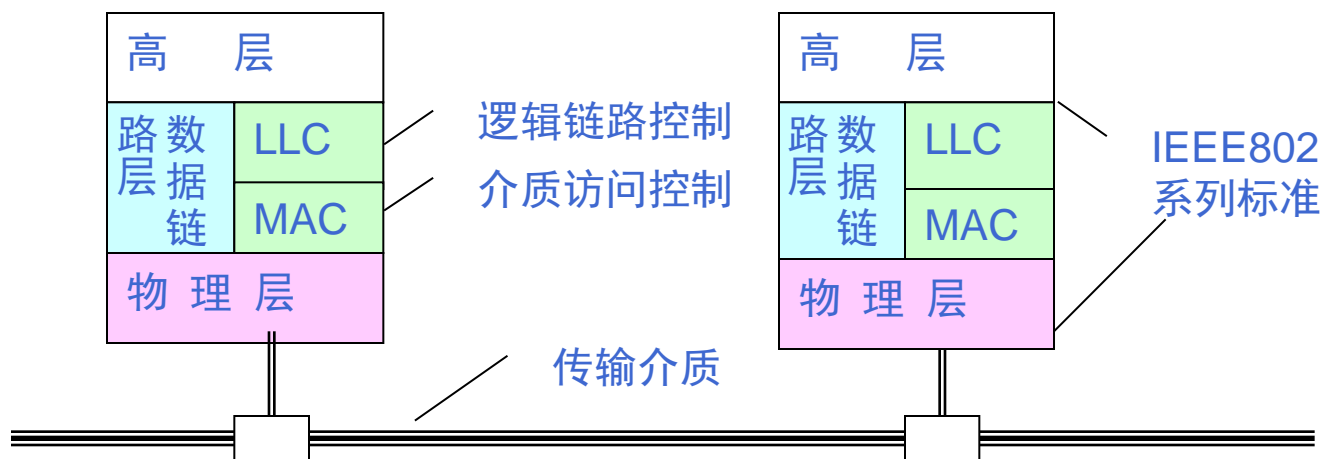 高 层
数据链路层
LLC
MAC
物 理 层
逻辑链路控制
介质访问控制
传输介质
高 层
数据链路层
LLC
MAC
物 理 层
IEEE802
系列标准